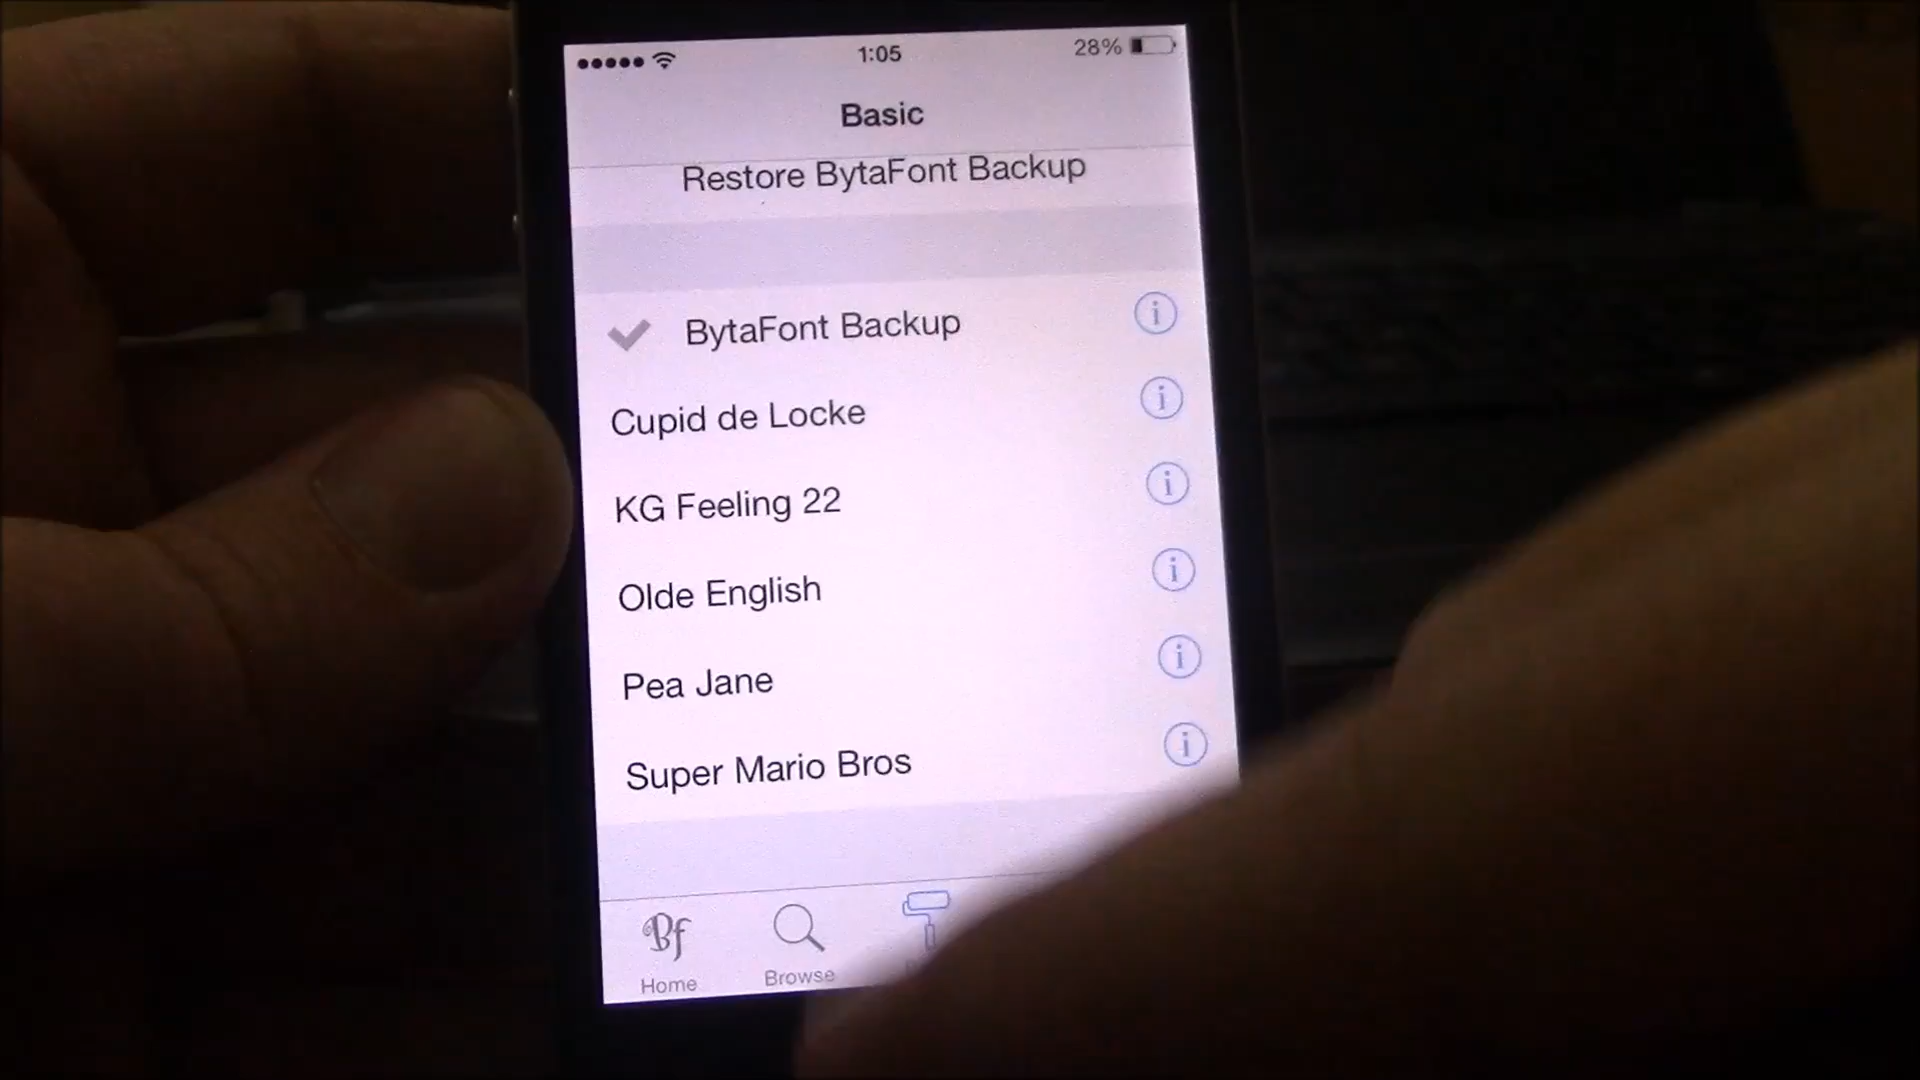 1:05
28%
Basic
Restore BytaFont Backup
BytaFont Backup
Cupid de Locke
KG Feeling 22
Olde English
Pea Jane
Super Mario Bros
Bf
Home
Browse